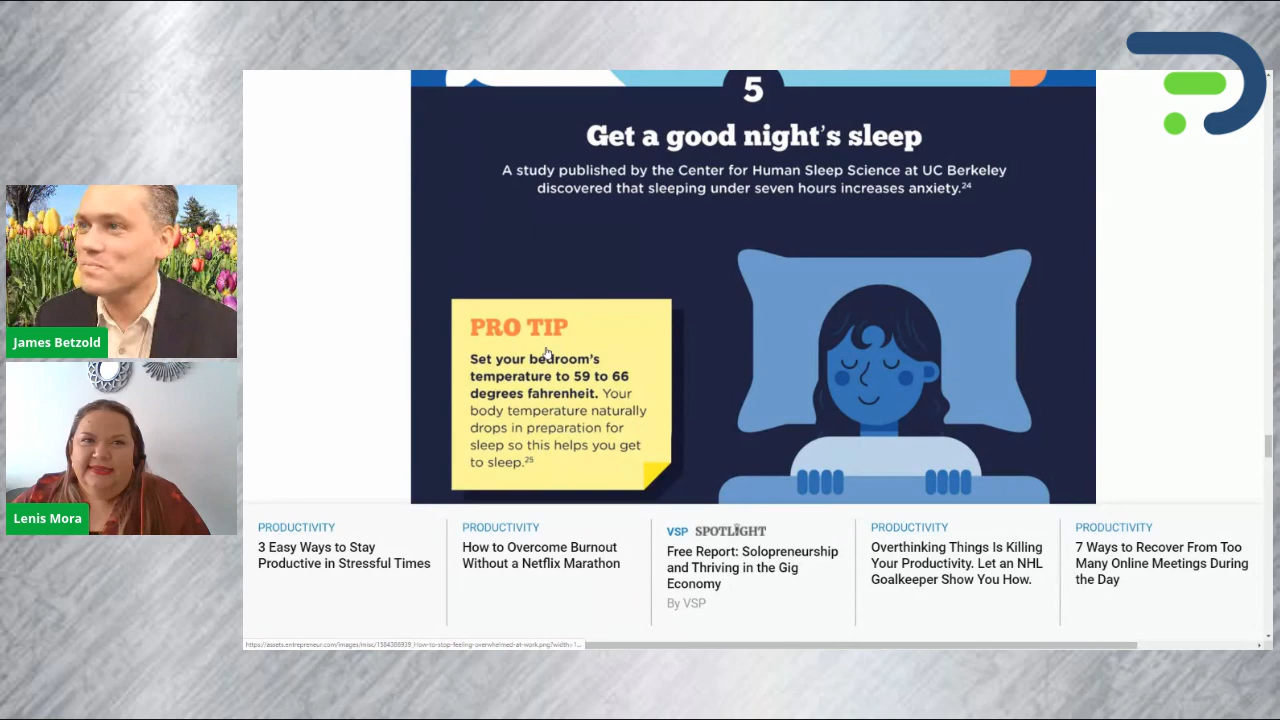 5
Get a good night's sleep
A study published by the Center for Human Sleep Science at UC Berkeley
discovered that sleeping under seven hours increases anxiety.24
PRO TIP
Set your bedroom's
temperature to 59 to 66
degrees fahrenheit. Your
body temperature naturally
drops in preparation for
sleep so this helps you get
to sleep.25
James Betzold
Lenis Mora
PRODUCTIVITY
3 Easy Ways to Stay
Productive in Stressful Times
PRODUCTIVITY
How to Overcome Burnout
Without a Netflix Marathon
VSP SPOTLIGHT
Free Report: Solopreneurship
and Thriving in the Gig
Economy
By VSP
PRODUCTIVITY
Overthinking Things Is Killing
Your Productivity. Let an NHL
Goalkeeper Show You How.
PRODUCTIVITY
7 Ways to Recover From Too
Many Online Meetings During
the Day